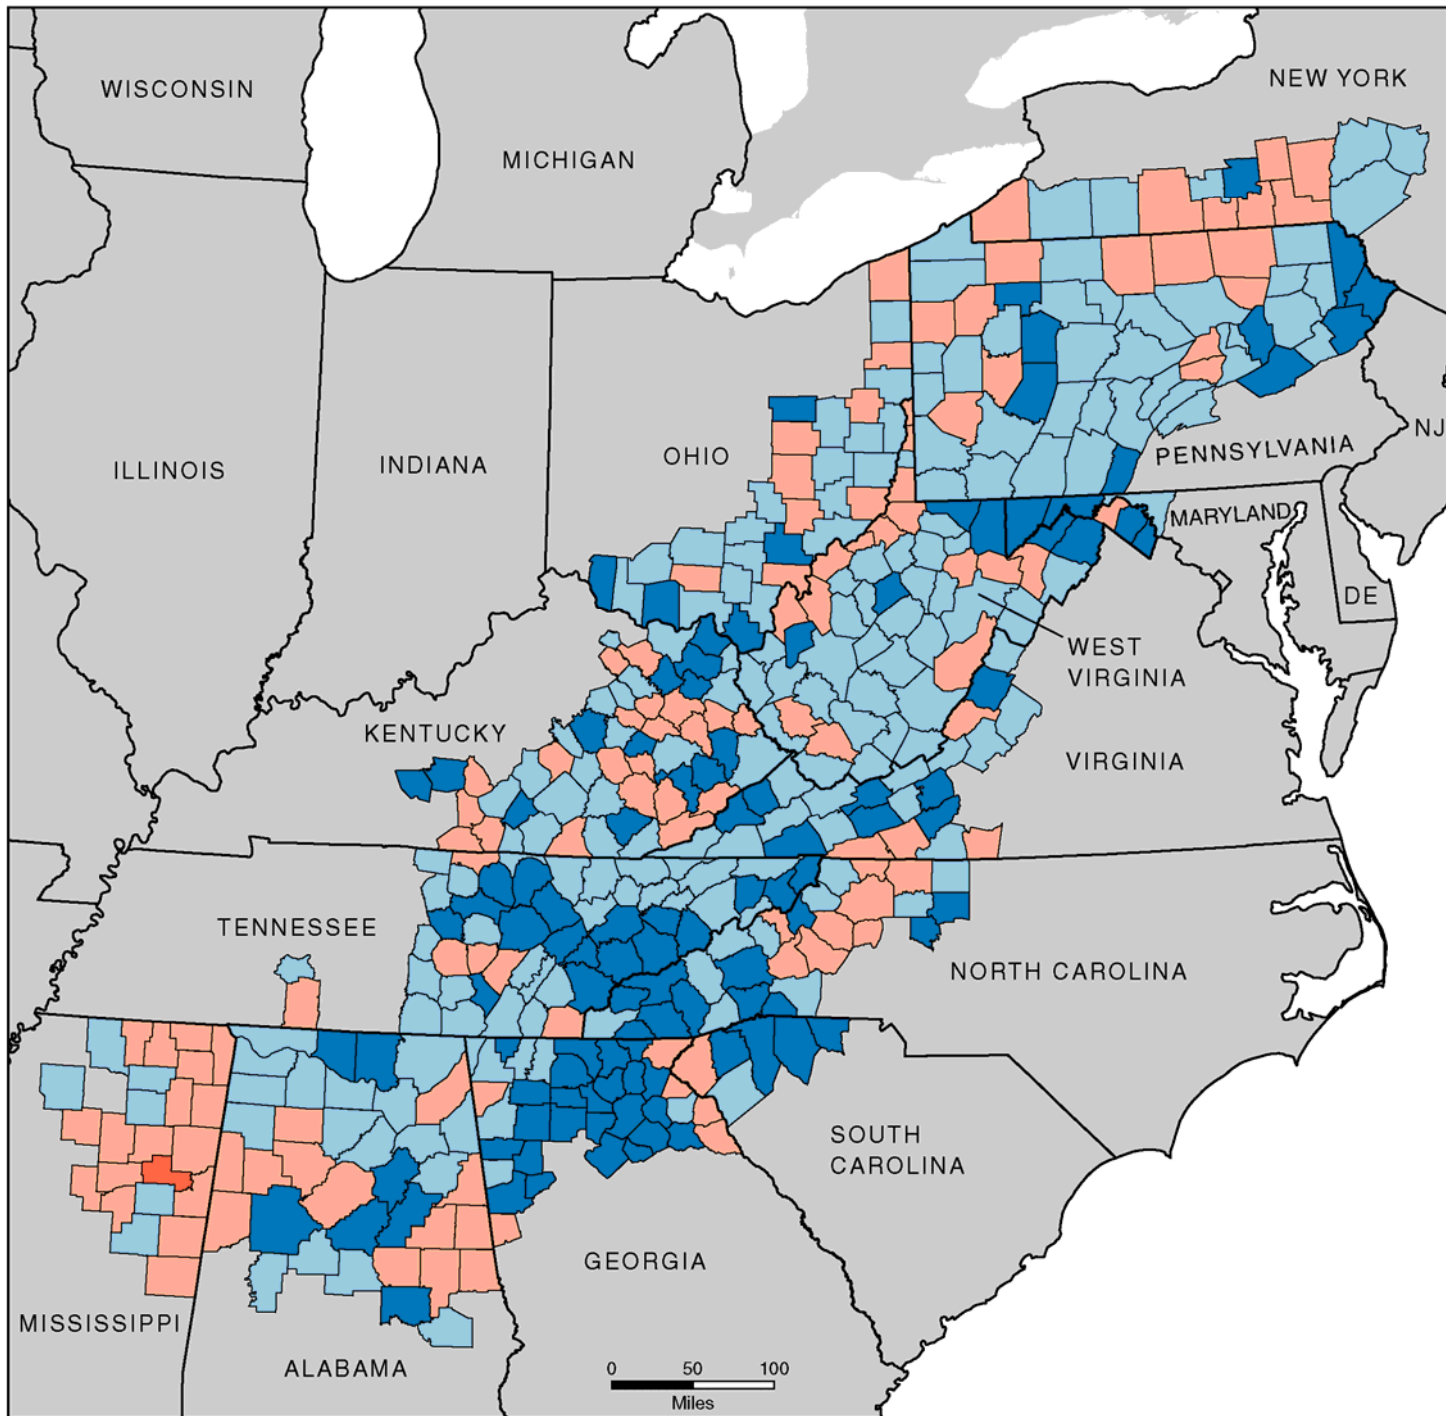 WISCONSIN
NEW YORK
MICHIGAN
ILLINOIS
INDIANA
OHIO
PENNSYLVANIA
NJ
MARYLAND
DE
WEST
VIRGINIA
KENTUCKY
VIRGINIA
TENNESSEE
NORTH CAROLINA
SOUTH
CAROLINA
GEORGIA
MISSISSIPPI
ALABAMA
0 50 100
Miles